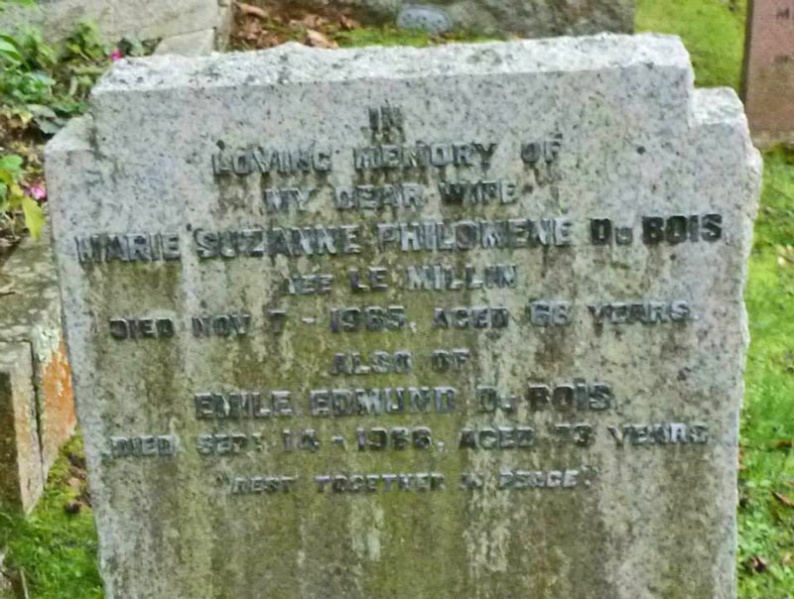 IN
LOVING MEMORY OF
MY DEAR WIFE
MARIE SUZANNE PHILOMENE Du BOIS,
NEE LE MILLIN
DIED NOV 7 - 1965, AGED 66 YEARS.
ALSO OF
EMILE EDMUND Du BOIS
DIED SEPT 14 - 1966, AGED 73 YEARS
"REST TOGETHER IN PEACE."